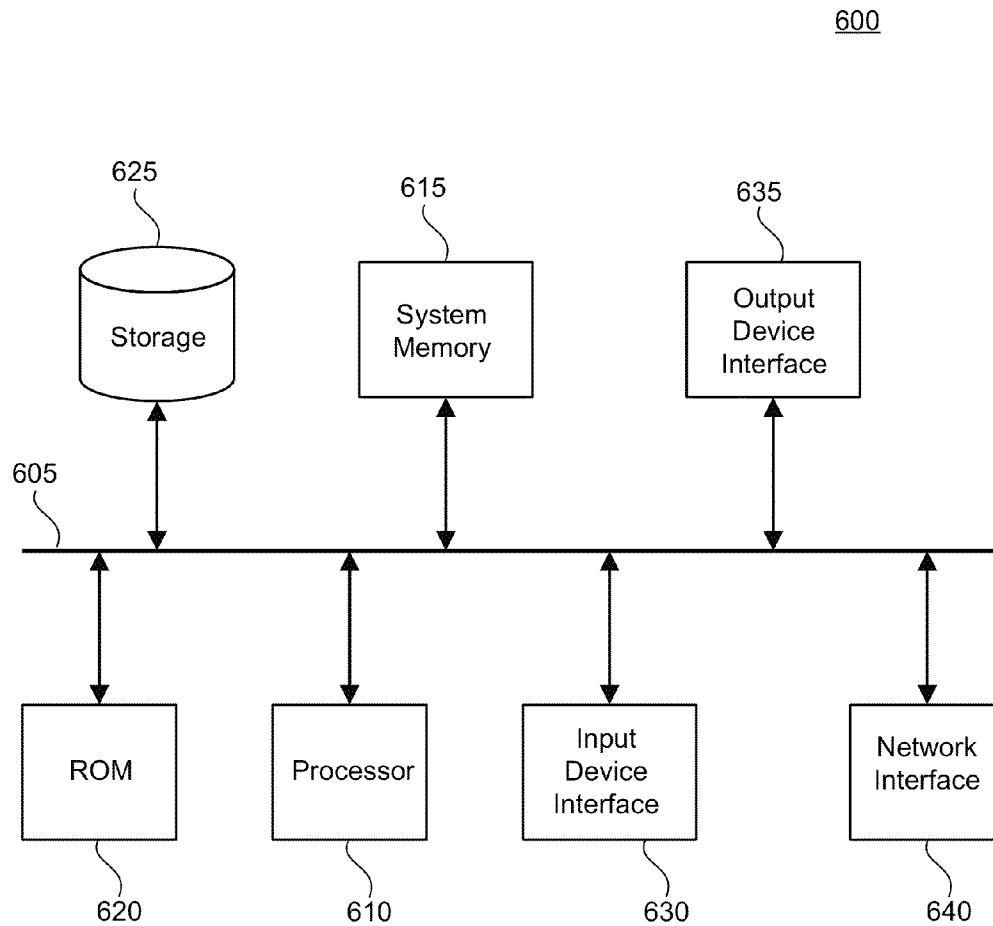 600
625
615
635
Storage
System
Memory
Output
Device
Interface
605
ROM
Processor
Input
Device
Interface
Network
Interface
620
610
630
640